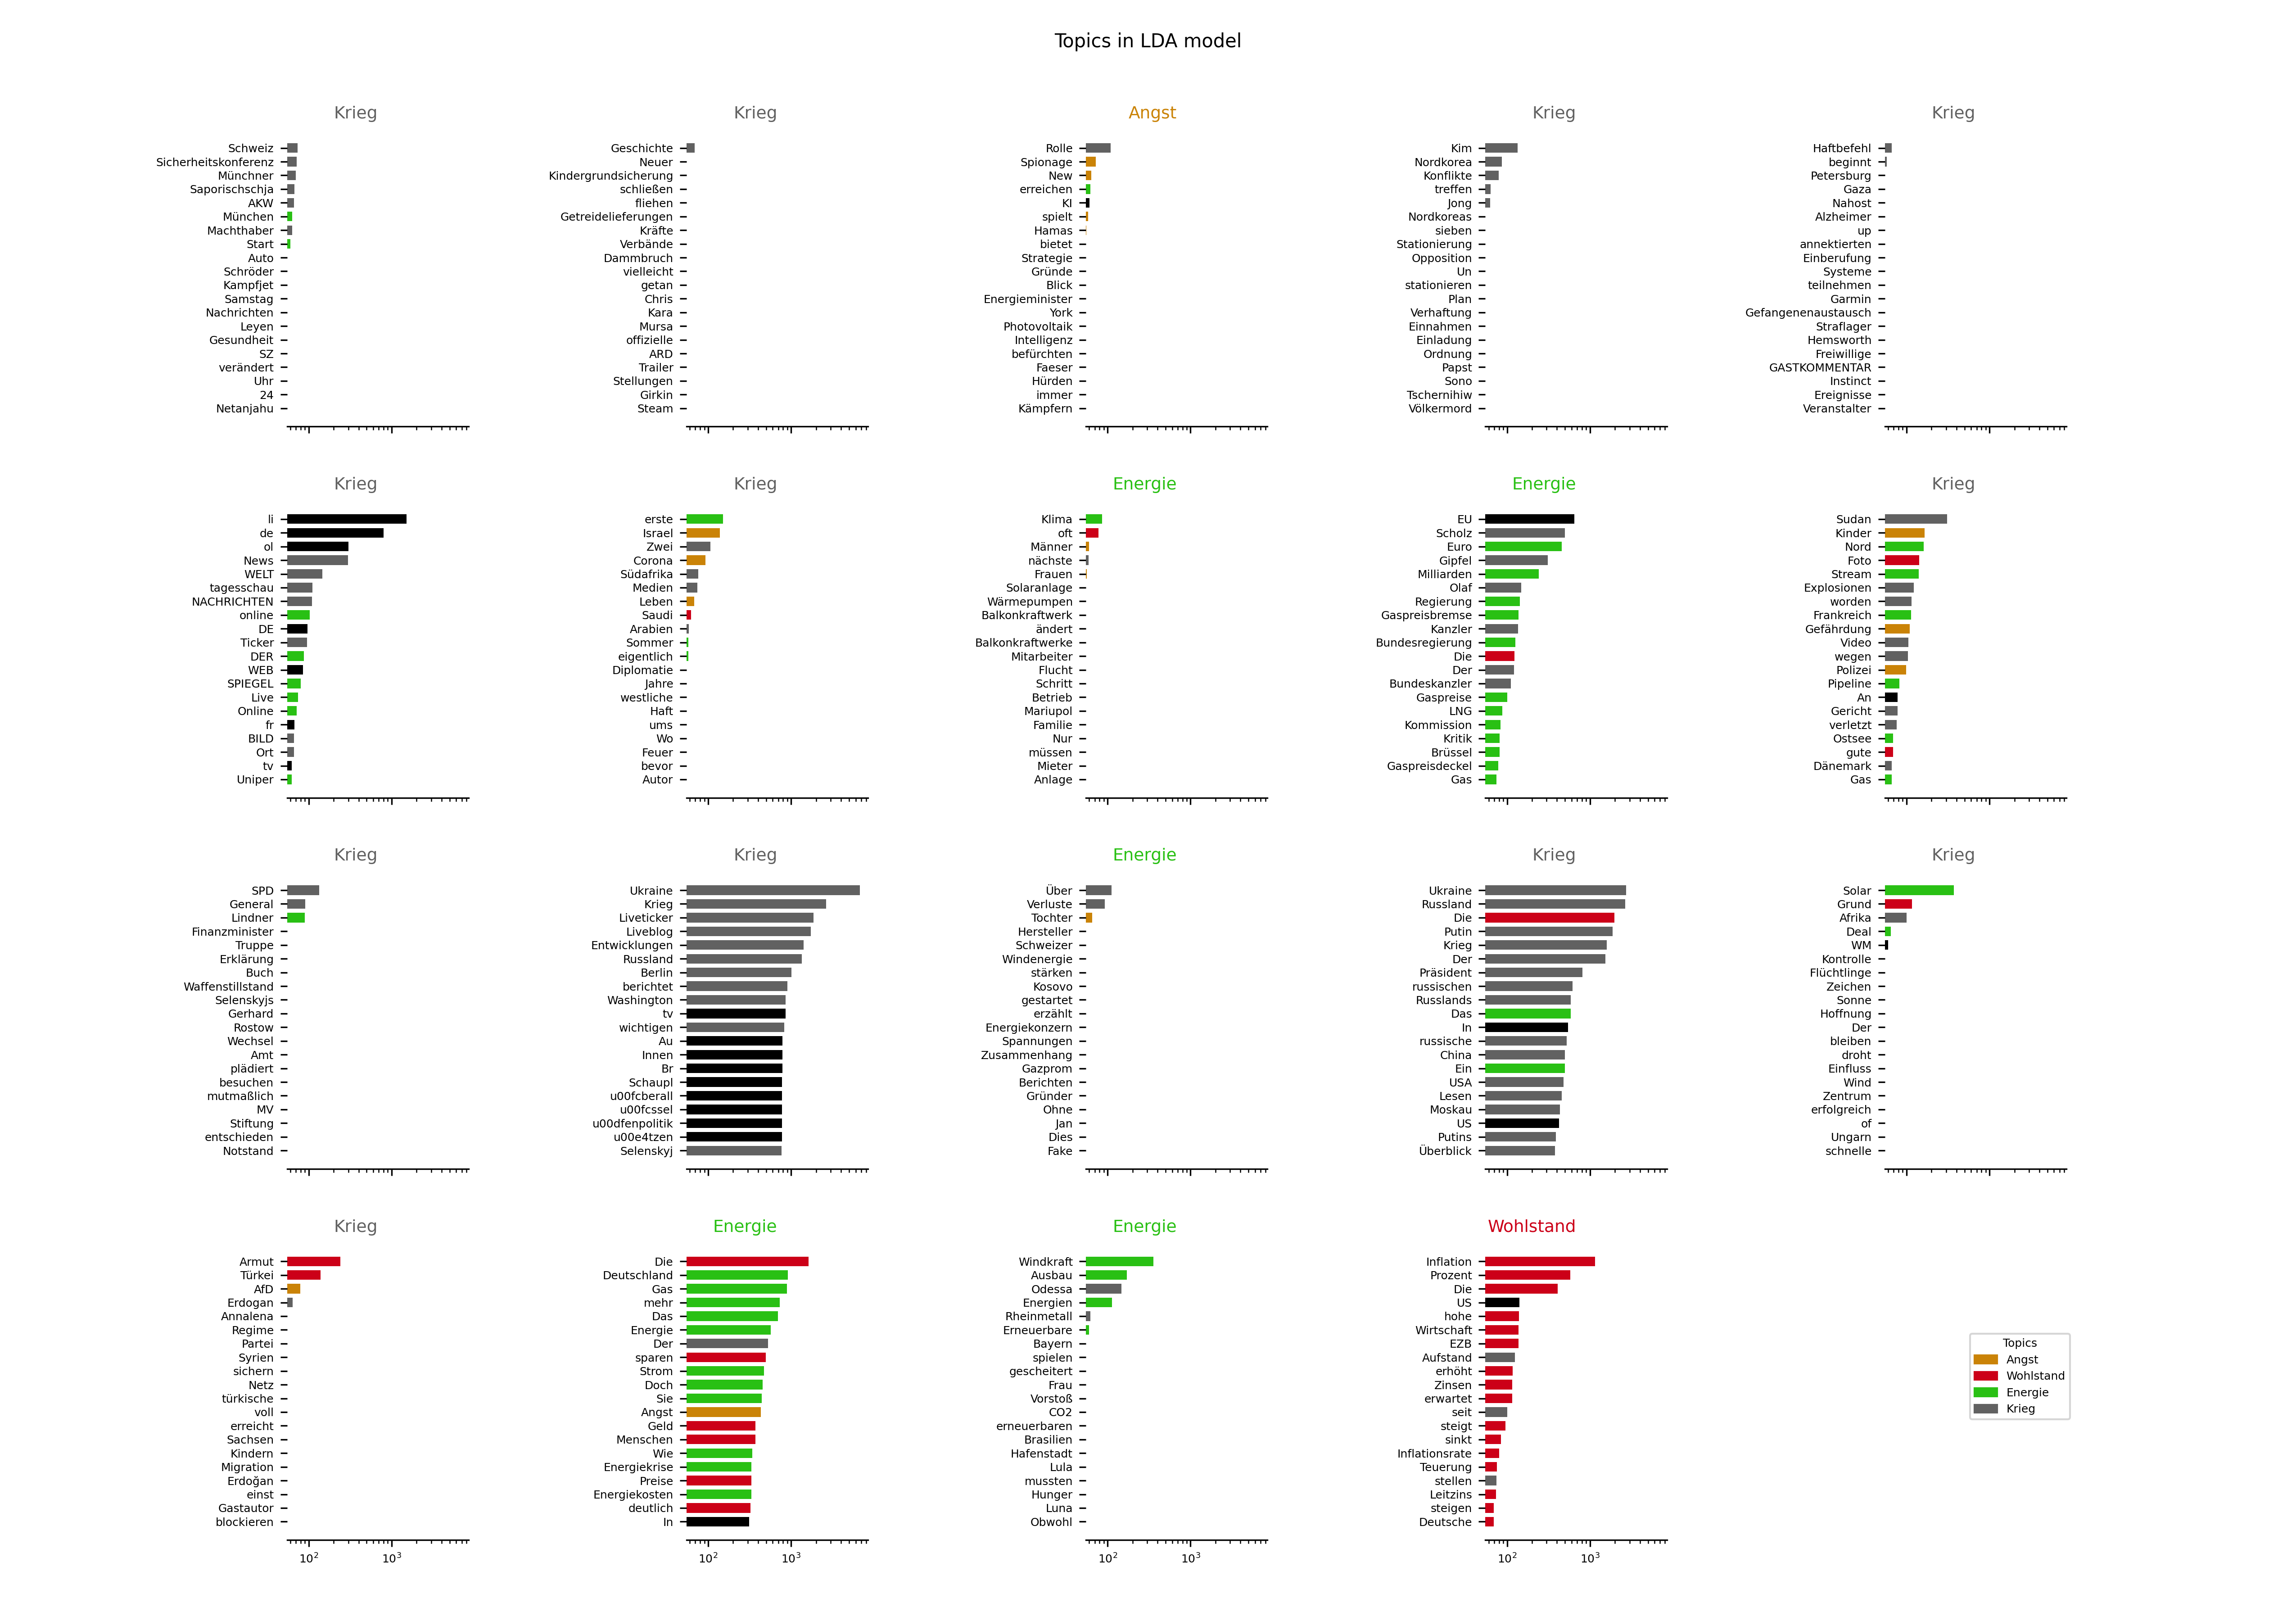 Topics in LDA model
Krieg
Schweiz
Sicherheitskonferenz
Münchner
Saporischschja
AKW
München
Machthaber
Start
Auto
Schröder
Kampfjet
Samstag
Nachrichten
Leyen
Gesundheit
SZ
verändert
Uhr
24
Netanjahu
Krieg
Geschichte
Neuer
Kindergrundsicherung
schließen
fliehen
Getreidelieferungen
Kräfte
Verbände
Dammbruch
vielleicht
getan
Chris
Kara
Mursa
offizielle
ARD
Trailer
Stellungen
Girkin
Steam
Angst
Rolle
Spionage
New
erreichen
KI
spielt
Hamas
bietet
Strategie
Gründe
Blick
Energieminister
York
Photovoltaik
Intelligenz
befürchten
Faeser
Hürden
immer
Kämpfern
Krieg
Kim
Nordkorea
Konflikte
treffen
Jong
Nordkoreas
sieben
Stationierung
Opposition
Un
stationieren
Plan
Verhaftung
Einnahmen
Einladung
Ordnung
Papst
Sono
Tschernihiw
Völkermord
Krieg
Haftbefehl
beginnt
Petersburg
Gaza
Nahost
Alzheimer
up
annektierten
Einberufung
Systeme
teilnehmen
Garmin
Gefangenenaustausch
Straflager
Hemsworth
Freiwillige
GASTKOMMENTAR
Instinct
Ereignisse
Veranstalter
Krieg
li
de
ol
News
WELT
tagesschau
NACHRICHTEN
online
DE
Ticker
DER
WEB
SPIEGEL
Live
Online
fr
BILD
Ort
tv
Uniper
Krieg
erste
Israel
Zwei
Corona
Südafrika
Medien
Leben
Saudi
Arabien
Sommer
eigentlich
Diplomatie
Jahre
westliche
Haft
ums
Wo
Feuer
bevor
Autor
Energie
Klima
oft
Männer
nächste
Frauen
Solaranlage
Wärmepumpen
Balkonkraftwerk
ändert
Balkonkraftwerke
Mitarbeiter
Flucht
Schritt
Betrieb
Mariupol
Familie
Nur
müssen
Mieter
Anlage
Energie
EU
Scholz
Euro
Gipfel
Milliarden
Olaf
Regierung
Gaspreisbremse
Kanzler
Bundesregierung
Die
Der
Bundeskanzler
Gaspreise
LNG
Kommission
Kritik
Brüssel
Gaspreisdeckel
Gas
Krieg
Sudan
Kinder
Nord
Foto
Stream
Explosionen
worden
Frankreich
Gefährdung
Video
wegen
Polizei
Pipeline
An
Gericht
verletzt
Ostsee
gute
Dänemark
Gas
Krieg
SPD
General
Lindner
Finanzminister
Truppe
Erklärung
Buch
Waffenstillstand
Selenskyjs
Gerhard
Rostow
Wechsel
Amt
plädiert
besuchen
mutmaßlich
MV
Stiftung
entschieden
Notstand
Krieg
Ukraine
Krieg
Liveticker
Liveblog
Entwicklungen
Russland
Berlin
berichtet
Washington
tv
wichtigen
Au
Innen
Br
Schaupl
u00fcberall
u00fcssel
u00dfenpolitik
u00e4tzen
Selenskyj
Energie
Über
Verluste
Tochter
Hersteller
Schweizer
Windenergie
stärken
Kosovo
gestartet
erzählt
Energiekonzern
Spannungen
Zusammenhang
Gazprom
Berichten
Gründer
Ohne
Jan
Dies
Fake
Krieg
Ukraine
Russland
Die
Putin
Krieg
Der
Präsident
russischen
Russlands
Das
In
russische
China
Ein
USA
Lesen
Moskau
US
Putins
Überblick
Krieg
Solar
Grund
Afrika
Deal
WM
Kontrolle
Flüchtlinge
Zeichen
Sonne
Hoffnung
Der
bleiben
droht
Einfluss
Wind
Zentrum
erfolgreich
of
Ungarn
schnelle
Krieg
Armut
Türkei
AfD
Erdogan
Annalena
Regime
Partei
Syrien
sichern
Netz
türkische
voll
erreicht
Sachsen
Kindern
Migration
Erdoğan
einst
Gastautor
blockieren
10² 10³
Energie
Die
Deutschland
Gas
mehr
Das
Energie
Der
sparen
Strom
Doch
Sie
Angst
Geld
Menschen
Wie
Energiekrise
Preise
Energiekosten
deutlich
In
10² 10³
Energie
Windkraft
Ausbau
Odessa
Energien
Rheinmetall
Erneuerbare
Bayern
spielen
gescheitert
Frau
Vorstoß
CO2
erneuerbaren
Brasilien
Hafenstadt
Lula
mussten
Hunger
Luna
Obwohl
10² 10³
Wohlstand
Inflation
Prozent
Die
US
hohe
Wirtschaft
EZB
Aufstand
erhöht
Zinsen
erwartet
seit
steigt
sinkt
Inflationsrate
Teuerung
stellen
Leitzins
steigen
Deutsche
10² 10³
Topics
Angst
Wohlstand
Energie
Krieg